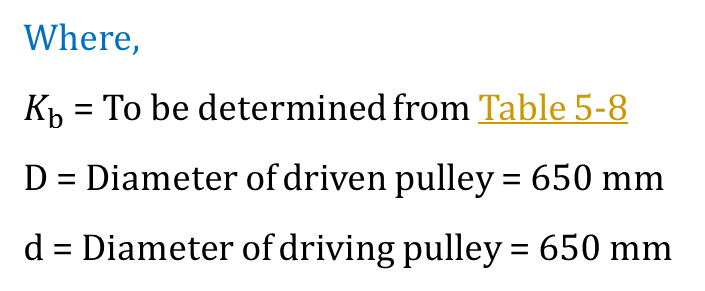 Where,
K_b = To be determined from Table 5-8
D = Diameter of driven pulley = 650 mm
d = Diameter of driving pulley = 650 mm